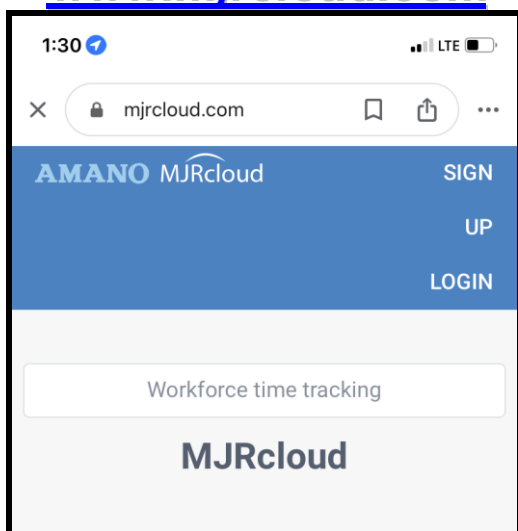 1:30 LTE
mjrcloud.com
AMANO MJRcloud SIGN
UP
LOGIN
Workforce time tracking
MJRcloud